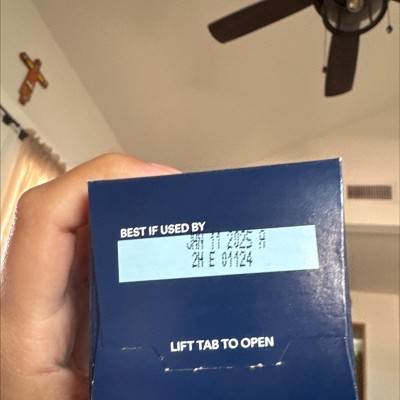 BEST IF USED BY
JAN 11 2025 A
2H E 01124
LIFT TAB TO OPEN